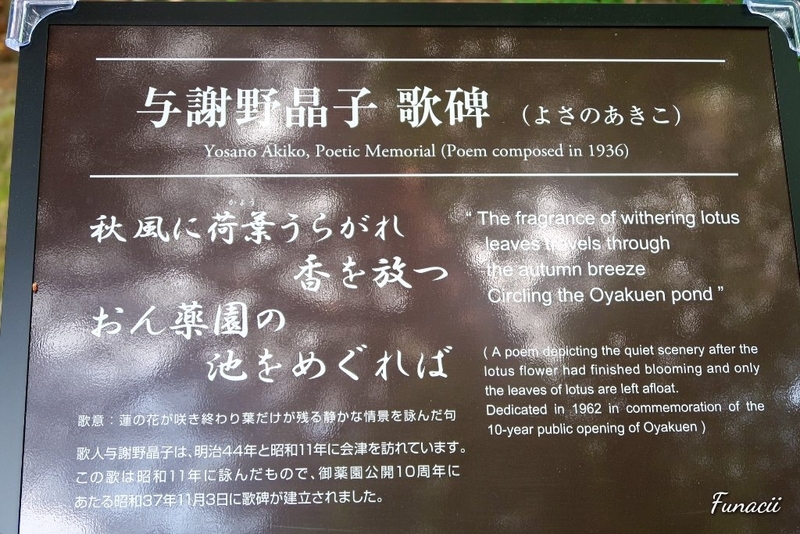 与謝野晶子 歌碑 （よさのあきこ）
Yosano Akiko, Poetic Memorial (Poem composed in 1936)
かよう
秋風に荷葉うらがれ
香を放つ
おん薬園の
池をめぐれば
歌意：蓮の花が咲き終わり葉だけが残る静かな情景を詠んだ句
歌人与謝野晶子は、明治44年と昭和11年に会津を訪れています。
この歌は昭和11年に詠んだもので、御薬園公開10周年に
あたる昭和37年11月3日に歌碑が建立されました。
“ The fragrance of withering lotus
leaves travels through
the autumn breeze
Circling the Oyakuen pond ”
( A poem depicting the quiet scenery after the
lotus flower had finished blooming and only
the leaves of lotus are left afloat.
Dedicated in 1962 in commemoration of the
10-year public opening of Oyakuen )
Funacii